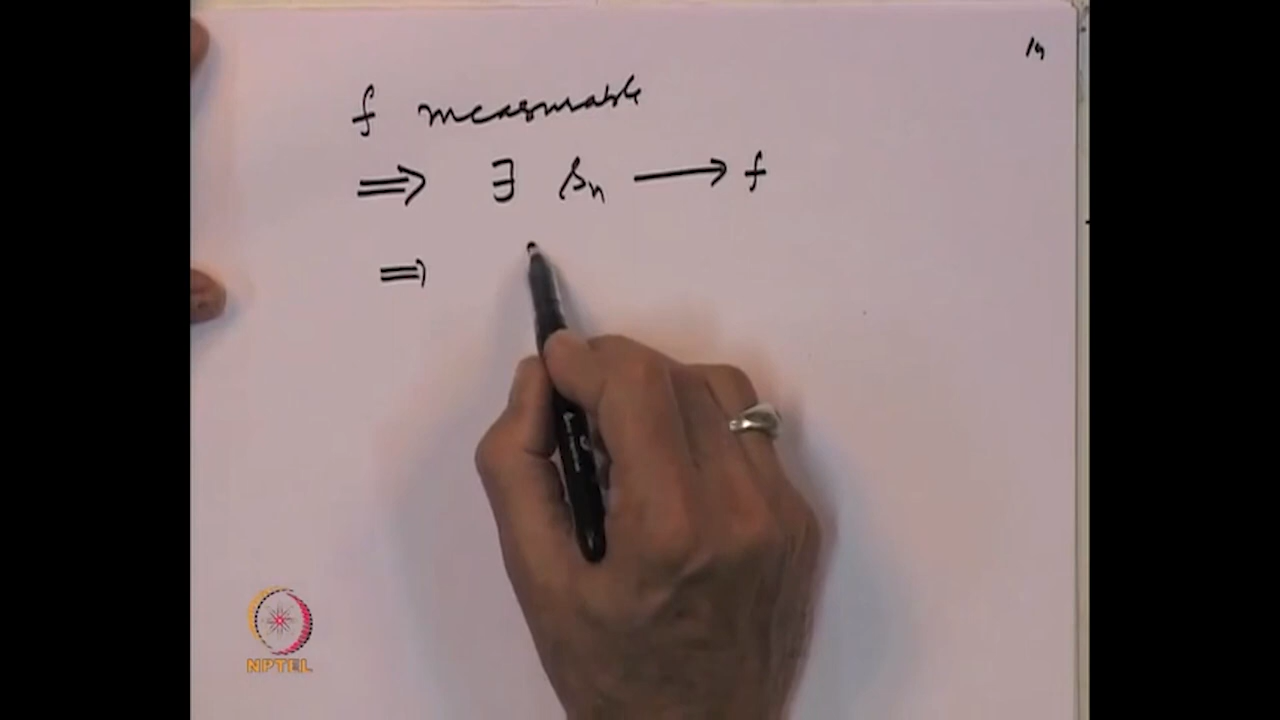 f measurable
⟹ ∃ sₙ ⟶ f
⟹
NPTEL